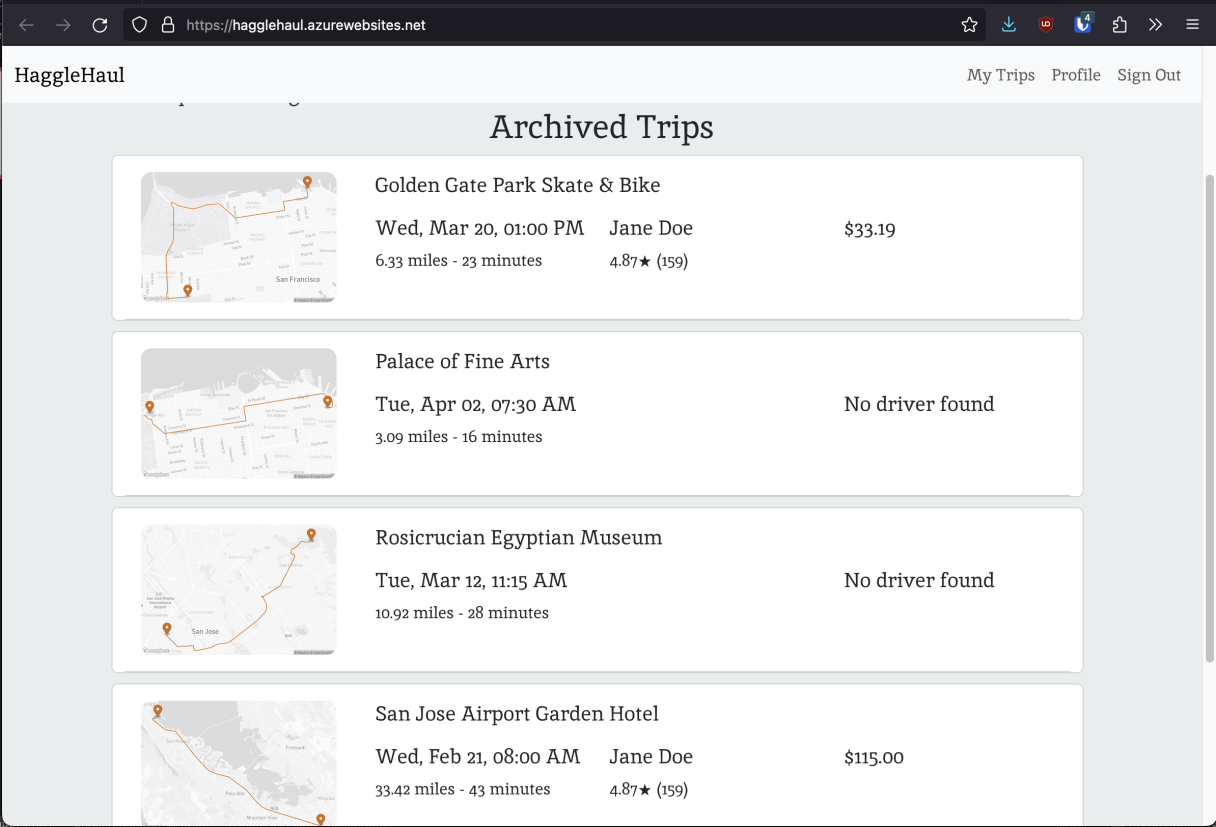 https://hagglehaul.azurewebsites.net
4
HaggleHaul
My Trips Profile Sign Out
Archived Trips
Golden Gate Park Skate & Bike
Wed, Mar 20, 01:00 PM Jane Doe $33.19
6.33 miles - 23 minutes 4.87★ (159)
San Francisco
Palace of Fine Arts
Tue, Apr 02, 07:30 AM No driver found
3.09 miles - 16 minutes
Rosicrucian Egyptian Museum
Tue, Mar 12, 11:15 AM No driver found
10.92 miles - 28 minutes
San Jose
San Jose Airport Garden Hotel
Wed, Feb 21, 08:00 AM Jane Doe $115.00
33.42 miles - 43 minutes 4.87★ (159)
Fremont
Palo Alto
Mountain View